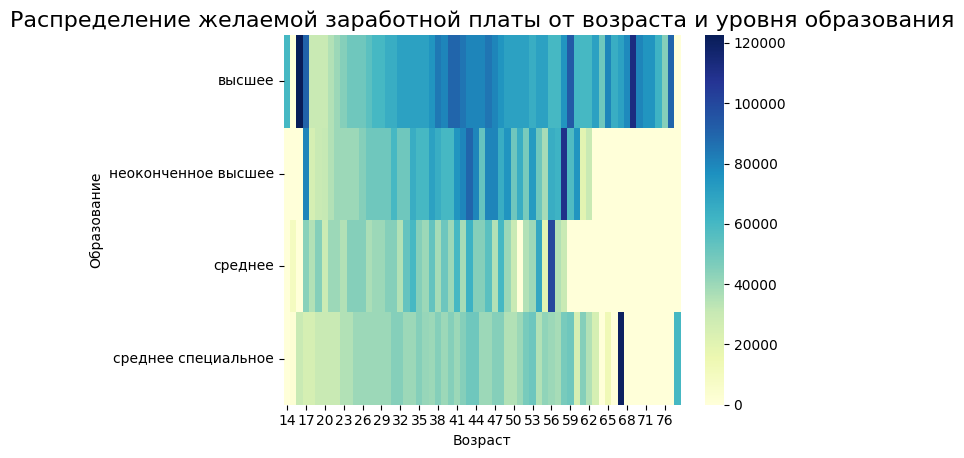 Распределение желаемой заработной платы от возраста и уровня образования
120000
высшее
100000
80000
неоконченное высшее
60000
Образование
среднее
40000
20000
среднее специальное
0
14 17 20 23 26 29 32 35 38 41 44 47 50 53 56 59 62 65 68 71 76
Возраст